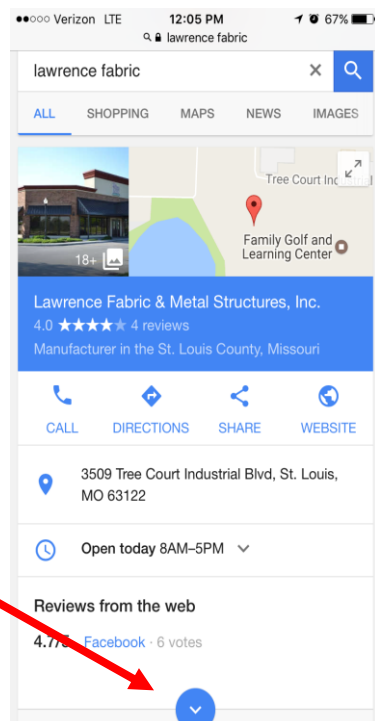 ●●○○○ Verizon LTE 12:05 PM 67%
lawrence fabric
lawrence fabric
ALL SHOPPING MAPS NEWS IMAGES
Tree Court Ind
Family Golf and
Learning Center
18+
Lawrence Fabric & Metal Structures, Inc.
4.0 ★★★★★ 4 reviews
Manufacturer in the St. Louis County, Missouri
CALL DIRECTIONS SHARE WEBSITE
3509 Tree Court Industrial Blvd, St. Louis,
MO 63122
Open today 8AM–5PM
Reviews from the web
4.7/5 Facebook · 6 votes